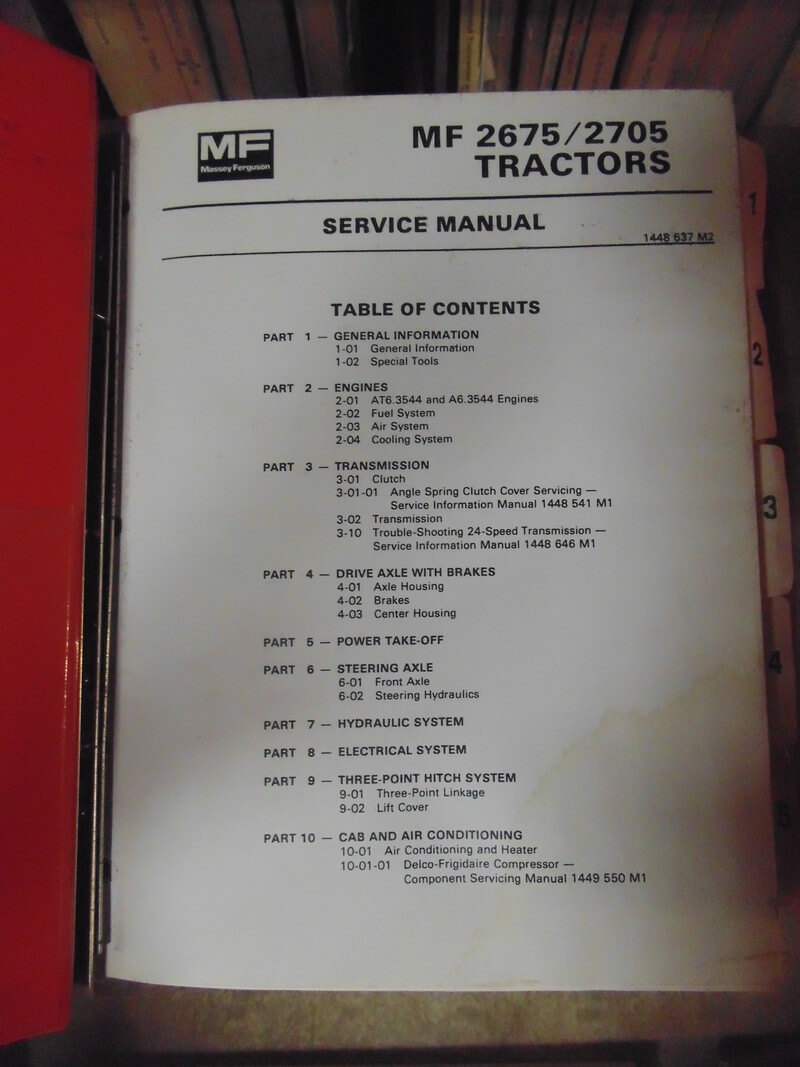 MF
Massey Ferguson
MF 2675/2705
TRACTORS
SERVICE MANUAL
1448 637 M2
TABLE OF CONTENTS
PART 1 — GENERAL INFORMATION
1-01 General Information
1-02 Special Tools
PART 2 — ENGINES
2-01 AT6.3544 and A6.3544 Engines
2-02 Fuel System
2-03 Air System
2-04 Cooling System
PART 3 — TRANSMISSION
3-01 Clutch
3-01-01 Angle Spring Clutch Cover Servicing —
Service Information Manual 1448 541 M1
3-02 Transmission
3-10 Trouble-Shooting 24-Speed Transmission —
Service Information Manual 1448 646 M1
PART 4 — DRIVE AXLE WITH BRAKES
4-01 Axle Housing
4-02 Brakes
4-03 Center Housing
PART 5 — POWER TAKE-OFF
PART 6 — STEERING AXLE
6-01 Front Axle
6-02 Steering Hydraulics
PART 7 — HYDRAULIC SYSTEM
PART 8 — ELECTRICAL SYSTEM
PART 9 — THREE-POINT HITCH SYSTEM
9-01 Three-Point Linkage
9-02 Lift Cover
PART 10 — CAB AND AIR CONDITIONING
10-01 Air Conditioning and Heater
10-01-01 Delco-Frigidaire Compressor —
Component Servicing Manual 1449 550 M1
1
2
3
4
5